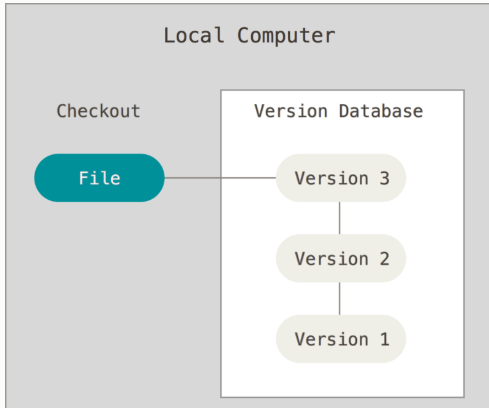 Local Computer
Checkout
Version Database
File
Version 3
Version 2
Version 1